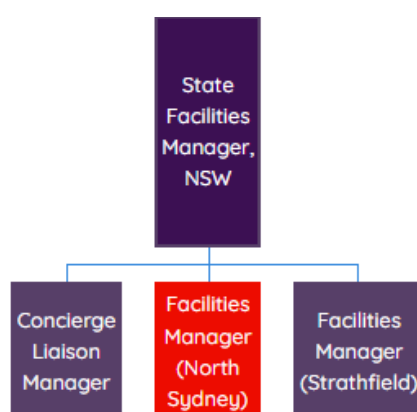 State
Facilities
Manager,
NSW
Concierge
Liaison
Manager
Facilities
Manager
(North
Sydney)
Facilities
Manager
(Strathfield)